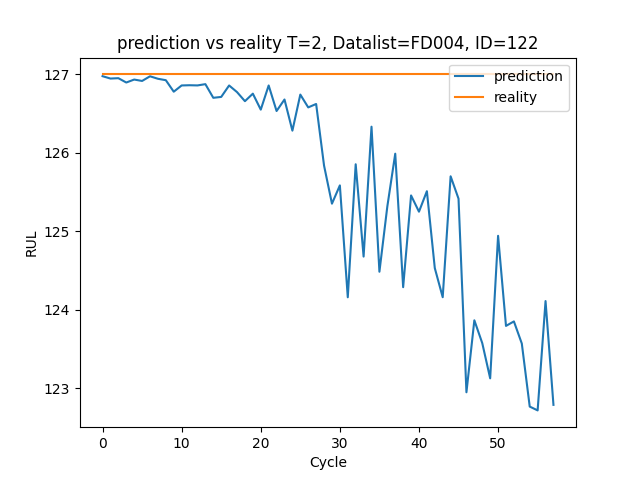 prediction vs reality T=2, Datalist=FD004, ID=122
prediction
reality
127
126
125
124
123
RUL
0 10 20 30 40 50
Cycle